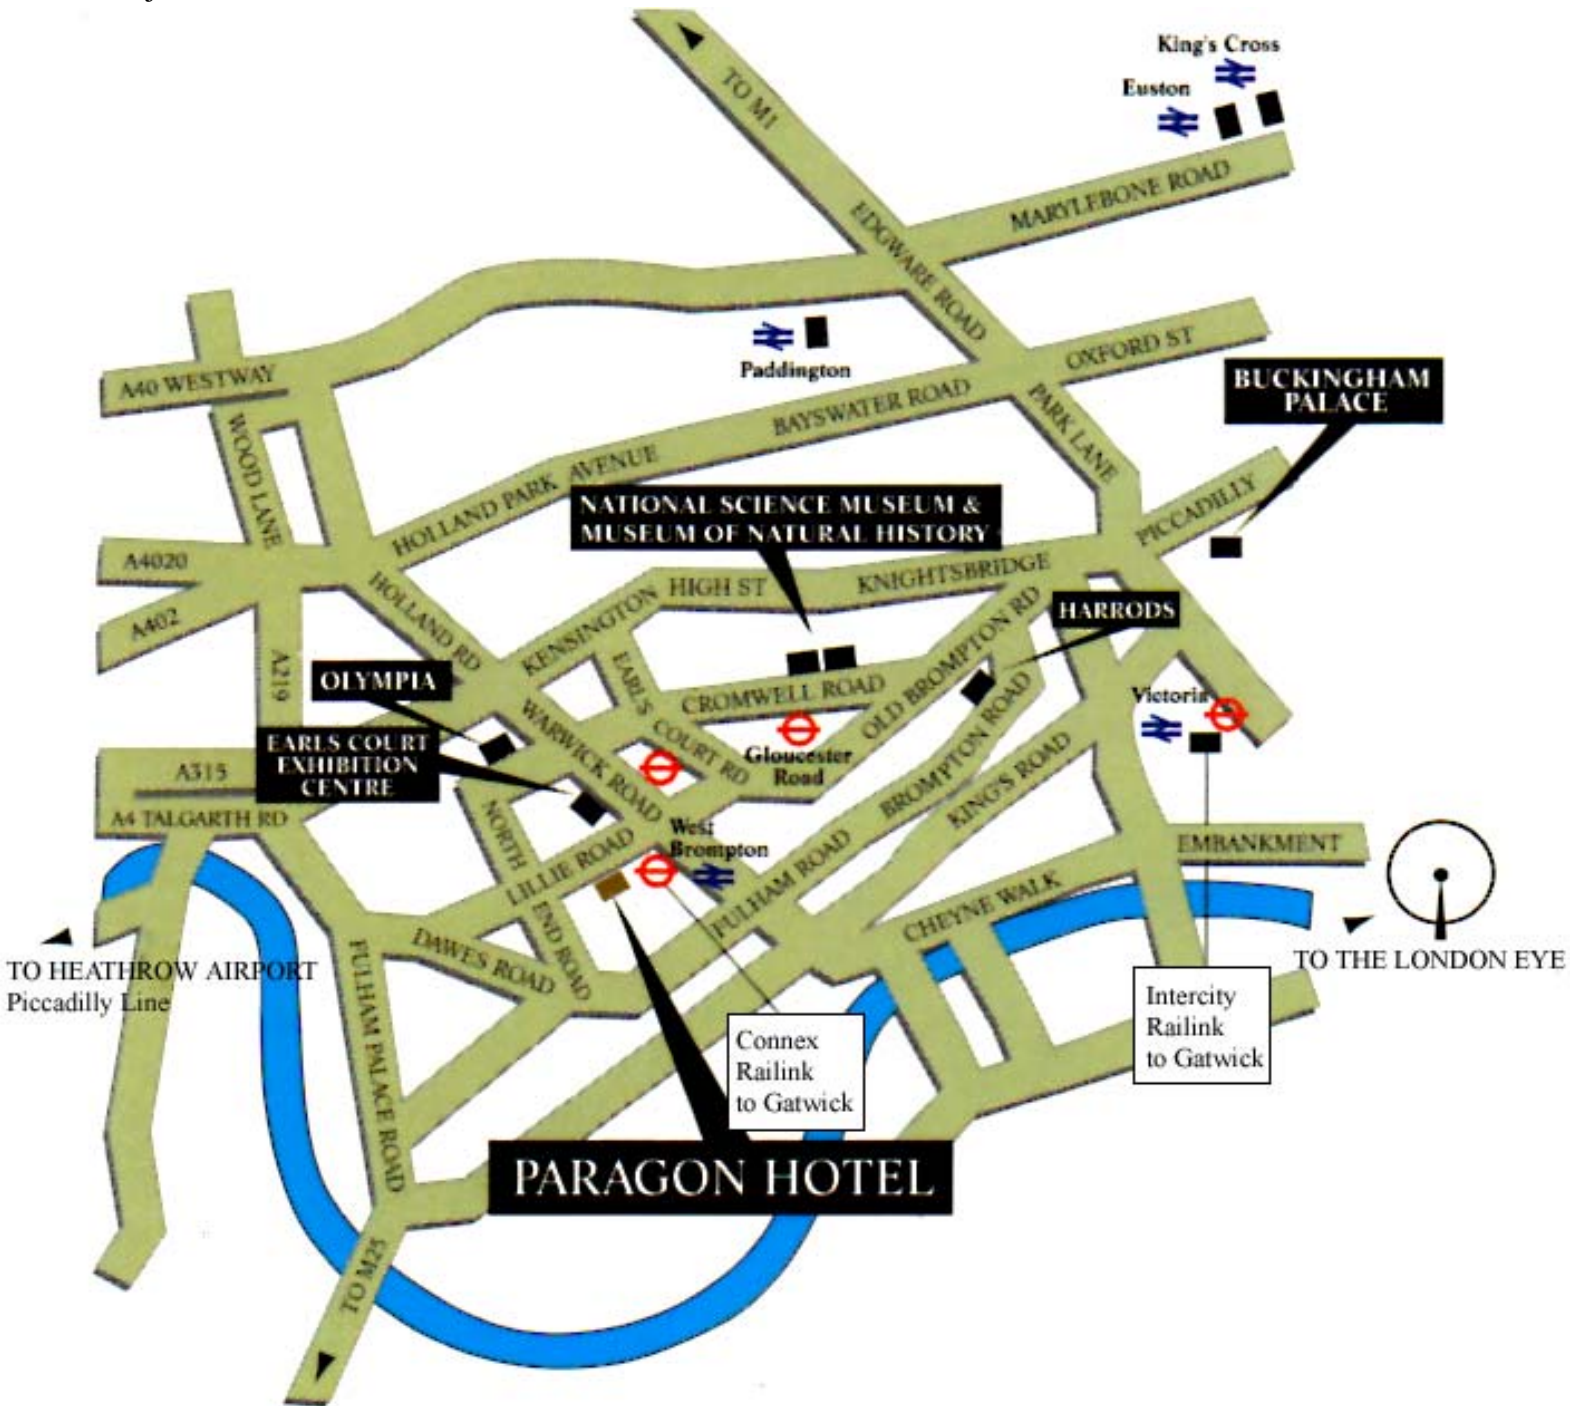 King's Cross
Euston
TO M1
MARYLEBONE ROAD
EDGWARE ROAD
Paddington
OXFORD ST
A40 WESTWAY
BUCKINGHAM
PALACE
BAYSWATER ROAD
PARK LANE
WOOD LANE
HOLLAND PARK AVENUE
PICCADILLY
NATIONAL SCIENCE MUSEUM &
MUSEUM OF NATURAL HISTORY
A4020
HOLLAND RD
KENSINGTON HIGH ST
KNIGHTSBRIDGE
A402
HARRODS
A219
OLYMPIA
EARL'S COURT RD
CROMWELL ROAD
OLD BROMPTON RD
Victoria
WARWICK ROAD
EARLS COURT
EXHIBITION
CENTRE
A315
Gloucester
Road
BROMPTON ROAD
KING'S ROAD
A4 TALGARTH RD
NORTH END ROAD
LILLIE ROAD
West
Brompton
FULHAM ROAD
EMBANKMENT
CHEYNE WALK
DAWES ROAD
TO HEATHROW AIRPORT
Piccadilly Line
TO THE LONDON EYE
FULHAM PALACE ROAD
Intercity
Railink
to Gatwick
Connex
Railink
to Gatwick
PARAGON HOTEL
TO M25